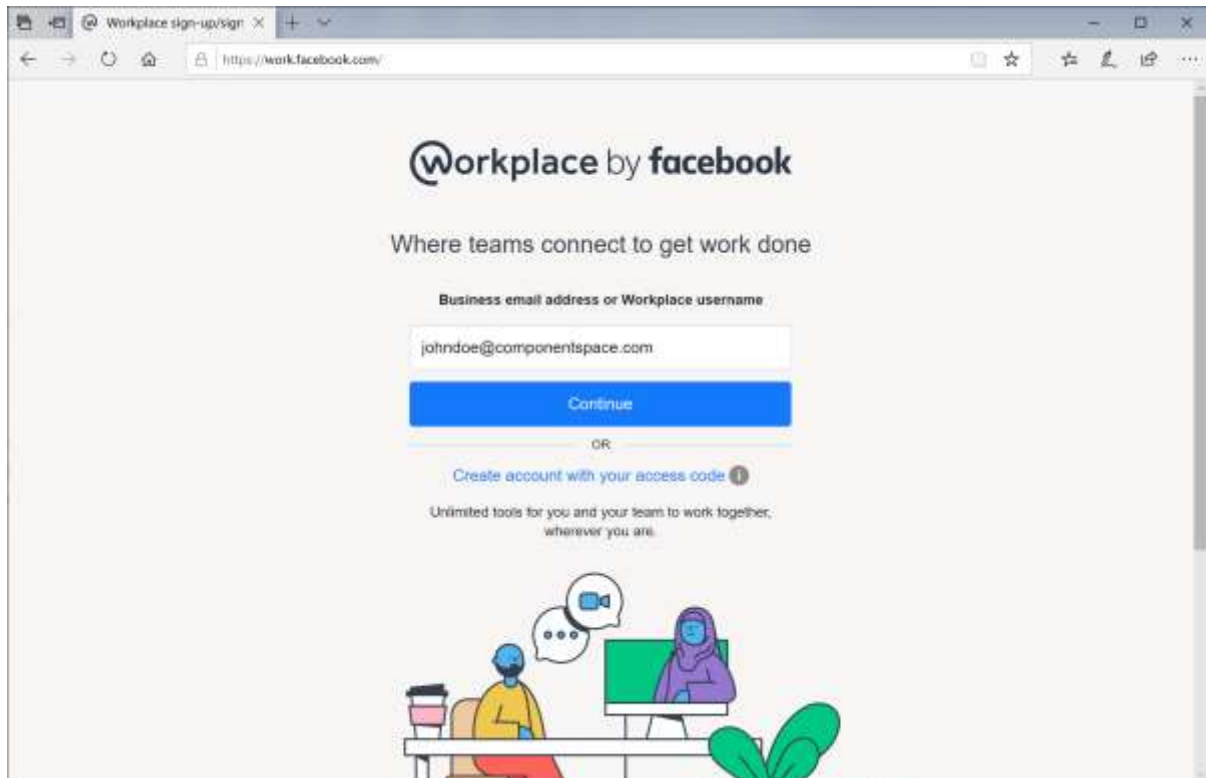 Workplace sign-up/sign
https://work.facebook.com/
Workplace by facebook
Where teams connect to get work done
Business email address or Workplace username
johndoe@componentspace.com
Continue
OR
Create account with your access code
Unlimited tools for you and your team to work together,
wherever you are.